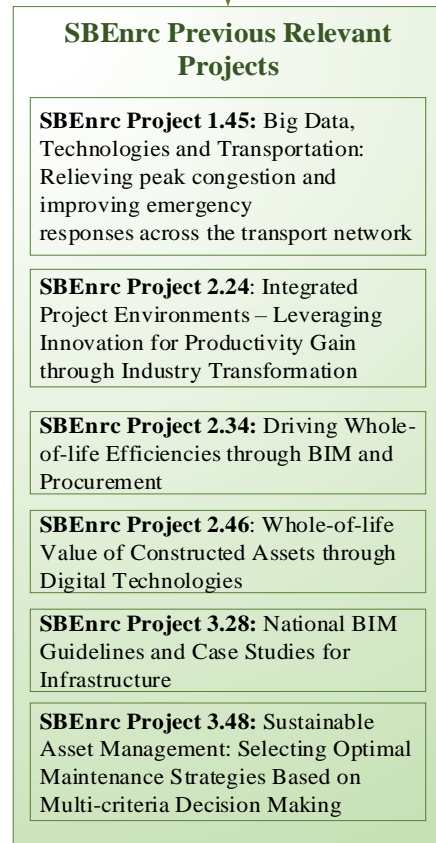 SBEnrc Previous Relevant
Projects
SBEnrc Project 1.45: Big Data,
Technologies and Transportation:
Relieving peak congestion and
improving emergency
responses across the transport network
SBEnrc Project 2.24: Integrated
Project Environments – Leveraging
Innovation for Productivity Gain
through Industry Transformation
SBEnrc Project 2.34: Driving Whole-
of-life Efficiencies through BIM and
Procurement
SBEnrc Project 2.46: Whole-of-life
Value of Constructed Assets through
Digital Technologies
SBEnrc Project 3.28: National BIM
Guidelines and Case Studies for
Infrastructure
SBEnrc Project 3.48: Sustainable
Asset Management: Selecting Optimal
Maintenance Strategies Based on
Multi-criteria Decision Making